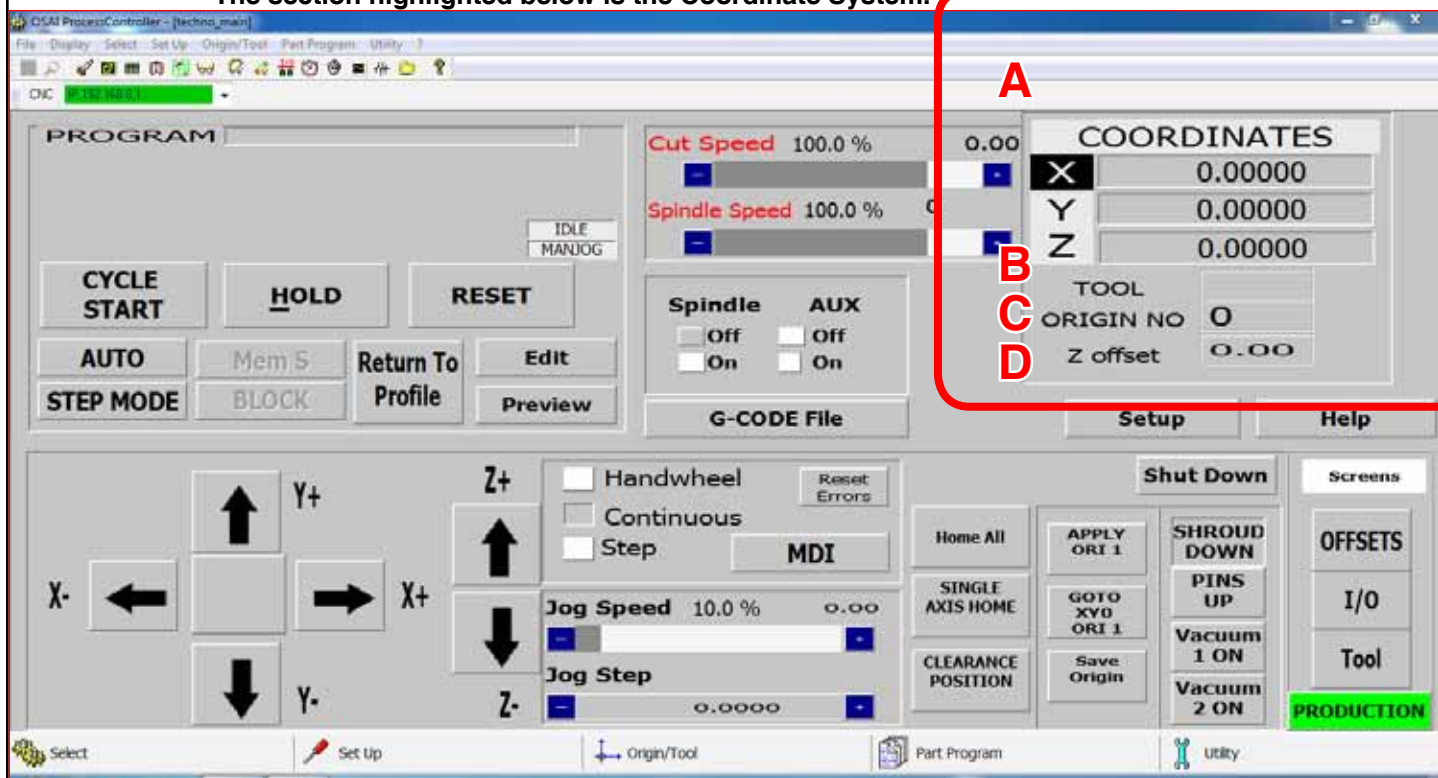 The section highlighted below is the Coordinate System.
OSAI ProcessController - [techno_main]
File Display Select Set Up Origin/Tool Part Program Utility ?
CNC
A
PROGRAM
IDLE
MANJOG
CYCLE START
HOLD
RESET
AUTO
Mem S
Return To Profile
Edit
STEP MODE
BLOCK
Preview
Cut Speed 100.0 % 0.00
-
Spindle Speed 100.0 %
-
Spindle AUX
Off Off
On On
G-CODE File
COORDINATES
X 0.00000
Y 0.00000
Z 0.00000
B TOOL
C ORIGIN NO 0
D Z offset 0.00
Setup
Help
Y+
X-
X+
Y-
Z+
Z-
Handwheel
Continuous
Step
Reset Errors
MDI
Jog Speed 10.0 % 0.00
-
Jog Step
- 0.0000
Home All
SINGLE AXIS HOME
CLEARANCE POSITION
APPLY ORI 1
GOTO XY0 ORI 1
Save Origin
Shut Down
SHROUD DOWN
PINS UP
Vacuum 1 ON
Vacuum 2 ON
Screens
OFFSETS
I/O
Tool
PRODUCTION
Select
Set Up
Origin/Tool
Part Program
Utility